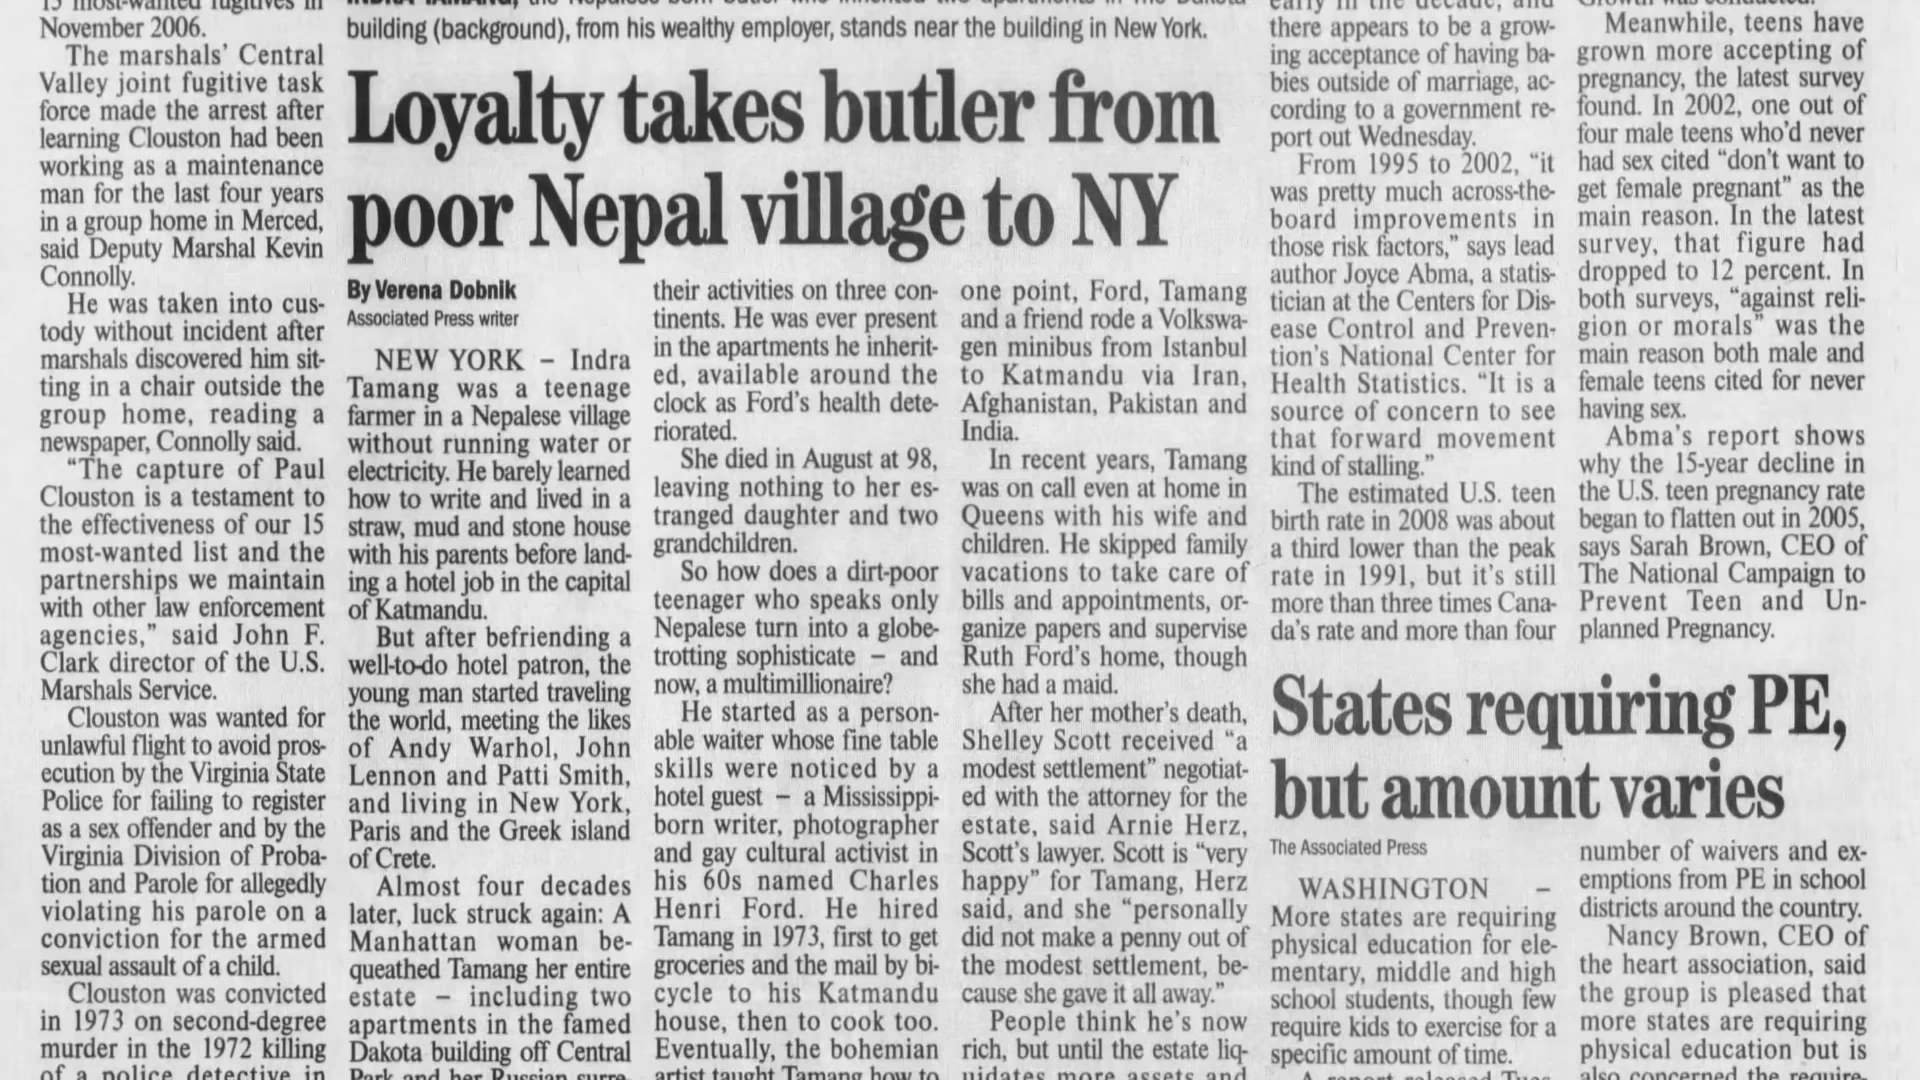 15 most-wanted fugitives in
November 2006.
The marshals' Central
Valley joint fugitive task
force made the arrest after
learning Clouston had been
working as a maintenance
man for the last four years
in a group home in Merced,
said Deputy Marshal Kevin
Connolly.
He was taken into cus-
tody without incident after
marshals discovered him sit-
ting in a chair outside the
group home, reading a
newspaper, Connolly said.
"The capture of Paul
Clouston is a testament to
the effectiveness of our 15
most-wanted list and the
partnerships we maintain
with other law enforcement
agencies," said John F.
Clark director of the U.S.
Marshals Service.
Clouston was wanted for
unlawful flight to avoid pros-
ecution by the Virginia State
Police for failing to register
as a sex offender and by the
Virginia Division of Proba-
tion and Parole for allegedly
violating his parole on a
conviction for the armed
sexual assault of a child.
Clouston was convicted
in 1973 on second-degree
murder in the 1972 killing
of a police detective in
building (background), from his wealthy employer, stands near the building in New York.
Loyalty takes butler from
poor Nepal village to NY
By Verena Dobnik
Associated Press writer
NEW YORK – Indra
Tamang was a teenage
farmer in a Nepalese village
without running water or
electricity. He barely learned
how to write and lived in a
straw, mud and stone house
with his parents before land-
ing a hotel job in the capital
of Katmandu.
But after befriending a
well-to-do hotel patron, the
young man started traveling
the world, meeting the likes
of Andy Warhol, John
Lennon and Patti Smith,
and living in New York,
Paris and the Greek island
of Crete.
Almost four decades
later, luck struck again: A
Manhattan woman be-
queathed Tamang her entire
estate – including two
apartments in the famed
Dakota building off Central
Park and her Russian surre-
their activities on three con-
tinents. He was ever present
in the apartments he inherit-
ed, available around the
clock as Ford's health dete-
riorated.
She died in August at 98,
leaving nothing to her es-
tranged daughter and two
grandchildren.
So how does a dirt-poor
teenager who speaks only
Nepalese turn into a globe-
trotting sophisticate – and
now, a multimillionaire?
He started as a person-
able waiter whose fine table
skills were noticed by a
hotel guest – a Mississippi-
born writer, photographer
and gay cultural activist in
his 60s named Charles
Henri Ford. He hired
Tamang in 1973, first to get
groceries and the mail by bi-
cycle to his Katmandu
house, then to cook too.
Eventually, the bohemian
artist taught Tamang how to
one point, Ford, Tamang
and a friend rode a Volkswa-
gen minibus from Istanbul
to Katmandu via Iran,
Afghanistan, Pakistan and
India.
In recent years, Tamang
was on call even at home in
Queens with his wife and
children. He skipped family
vacations to take care of
bills and appointments, or-
ganize papers and supervise
Ruth Ford's home, though
she had a maid.
After her mother's death,
Shelley Scott received "a
modest settlement" negotiat-
ed with the attorney for the
estate, said Arnie Herz,
Scott's lawyer. Scott is "very
happy" for Tamang, Herz
said, and she "personally
did not make a penny out of
the modest settlement, be-
cause she gave it all away."
People think he's now
rich, but until the estate liq-
uidates more assets and
early in the decade, and
there appears to be a grow-
ing acceptance of having ba-
bies outside of marriage, ac-
cording to a government re-
port out Wednesday.
From 1995 to 2002, "it
was pretty much across-the-
board improvements in
those risk factors," says lead
author Joyce Abma, a statis-
tician at the Centers for Dis-
ease Control and Preven-
tion's National Center for
Health Statistics. "It is a
source of concern to see
that forward movement
kind of stalling."
The estimated U.S. teen
birth rate in 2008 was about
a third lower than the peak
rate in 1991, but it's still
more than three times Cana-
da's rate and more than four
Meanwhile, teens have
grown more accepting of
pregnancy, the latest survey
found. In 2002, one out of
four male teens who'd never
had sex cited "don't want to
get female pregnant" as the
main reason. In the latest
survey, that figure had
dropped to 12 percent. In
both surveys, "against reli-
gion or morals" was the
main reason both male and
female teens cited for never
having sex.
Abma's report shows
why the 15-year decline in
the U.S. teen pregnancy rate
began to flatten out in 2005,
says Sarah Brown, CEO of
The National Campaign to
Prevent Teen and Un-
planned Pregnancy.
States requiring PE,
but amount varies
The Associated Press
WASHINGTON –
More states are requiring
physical education for ele-
mentary, middle and high
school students, though few
require kids to exercise for a
specific amount of time.
number of waivers and ex-
emptions from PE in school
districts around the country.
Nancy Brown, CEO of
the heart association, said
the group is pleased that
more states are requiring
physical education but is
also concerned the require-